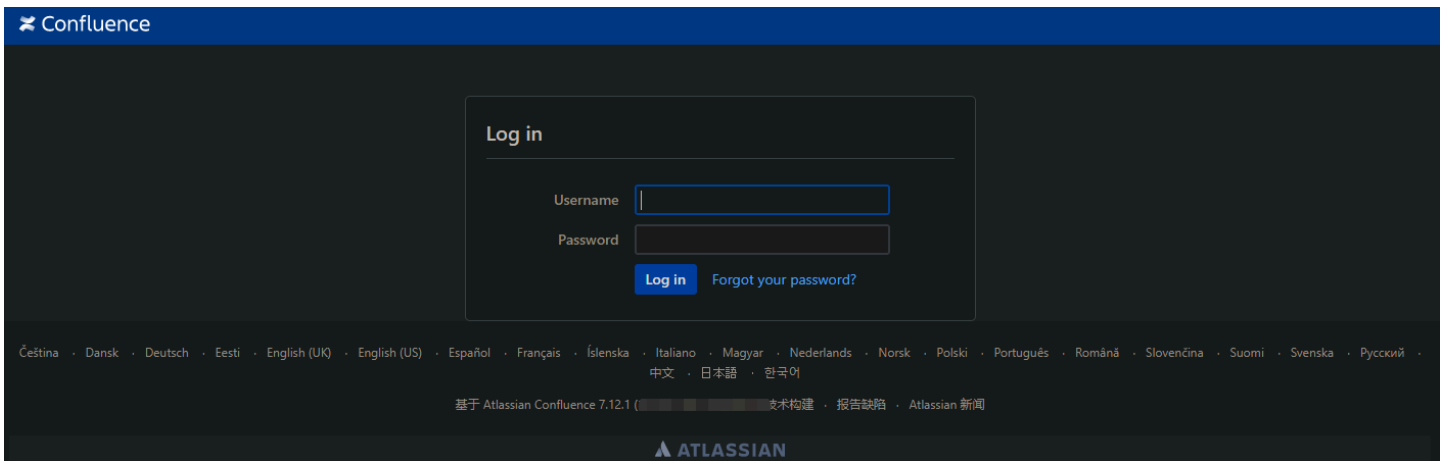 Confluence
Log in
Username
Password
Log in Forgot your password?
Čeština · Dansk · Deutsch · Eesti · English (UK) · English (US) · Español · Français · Íslenska · Italiano · Magyar · Nederlands · Norsk · Polski · Português · Română · Slovenčina · Suomi · Svenska · Русский ·
中文 · 日本語 · 한국어
基于 Atlassian Confluence 7.12.1 ( 技术构建 · 报告缺陷 · Atlassian 新闻
ATLASSIAN